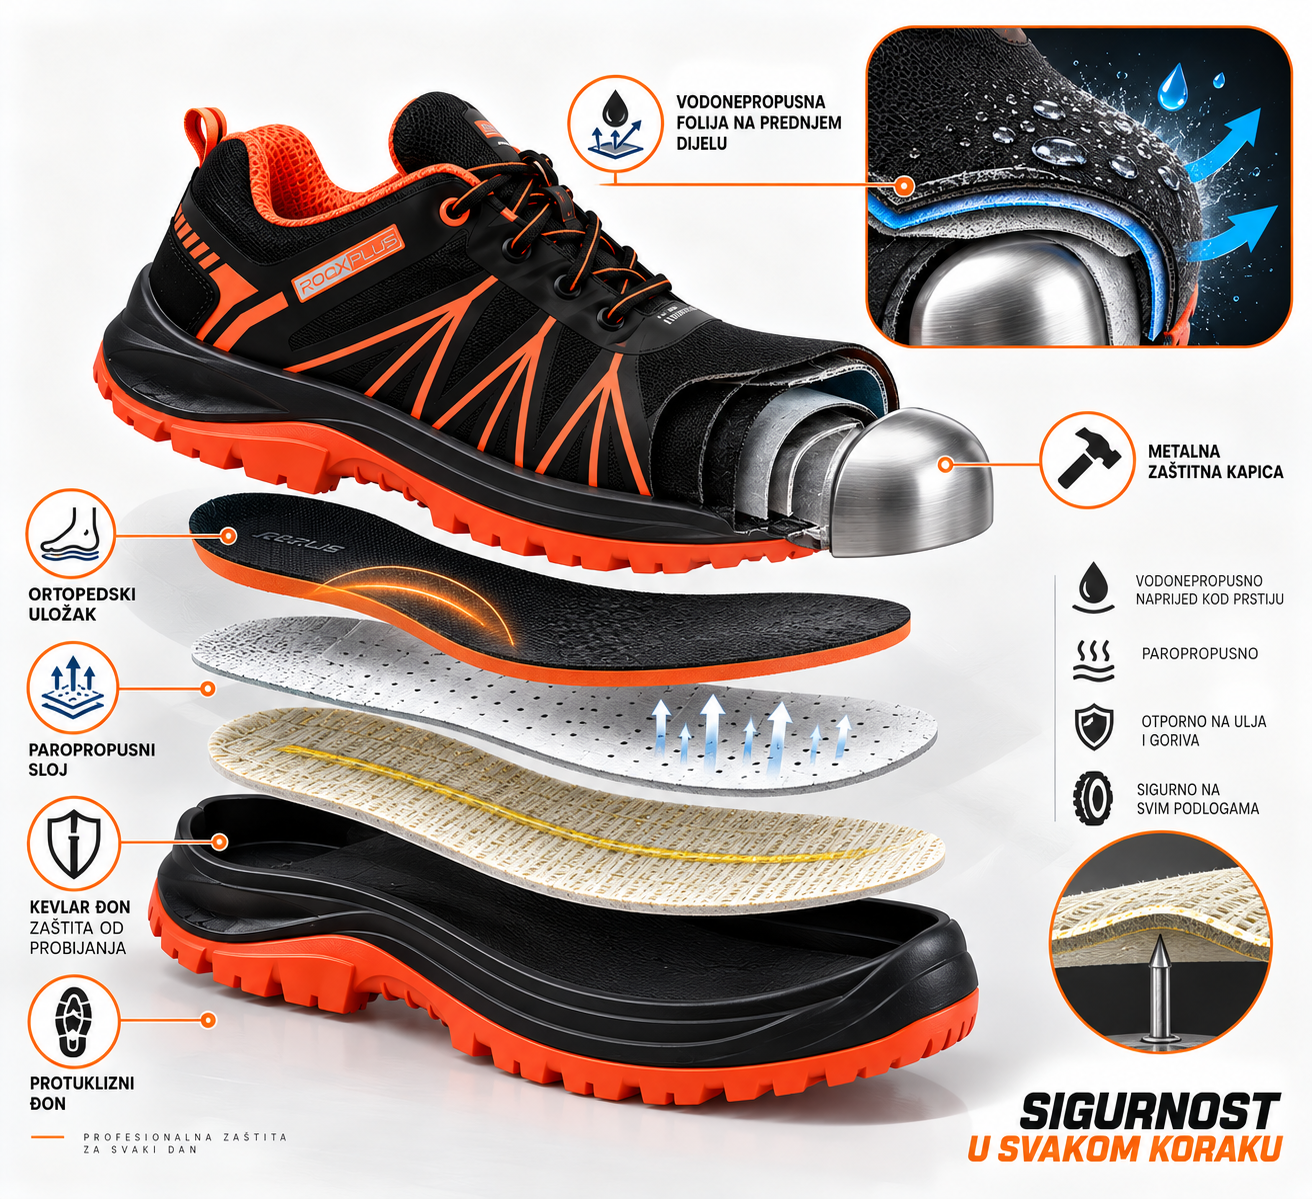 VODONEPROPUSNA
FOLIJA NA PREDNJEM
DIJELU
ROOXPLUS
METALNA
ZAŠTITNA KAPICA
ORTOPEDSKI
ULOŽAK
PAROPROPUSNI
SLOJ
KEVLAR ĐON
ZAŠTITA OD
PROBIJANJA
PROTUKLIZNI
ĐON
PROFESIONALNA ZAŠTITA
ZA SVAKI DAN
VODONEPROPUSNO
NAPRIJED KOD PRSTIJU
PAROPROPUSNO
OTPORNO NA ULJA
I GORIVA
SIGURNO NA
SVIM PODLOGAMA
SIGURNOST
U SVAKOM KORAKU